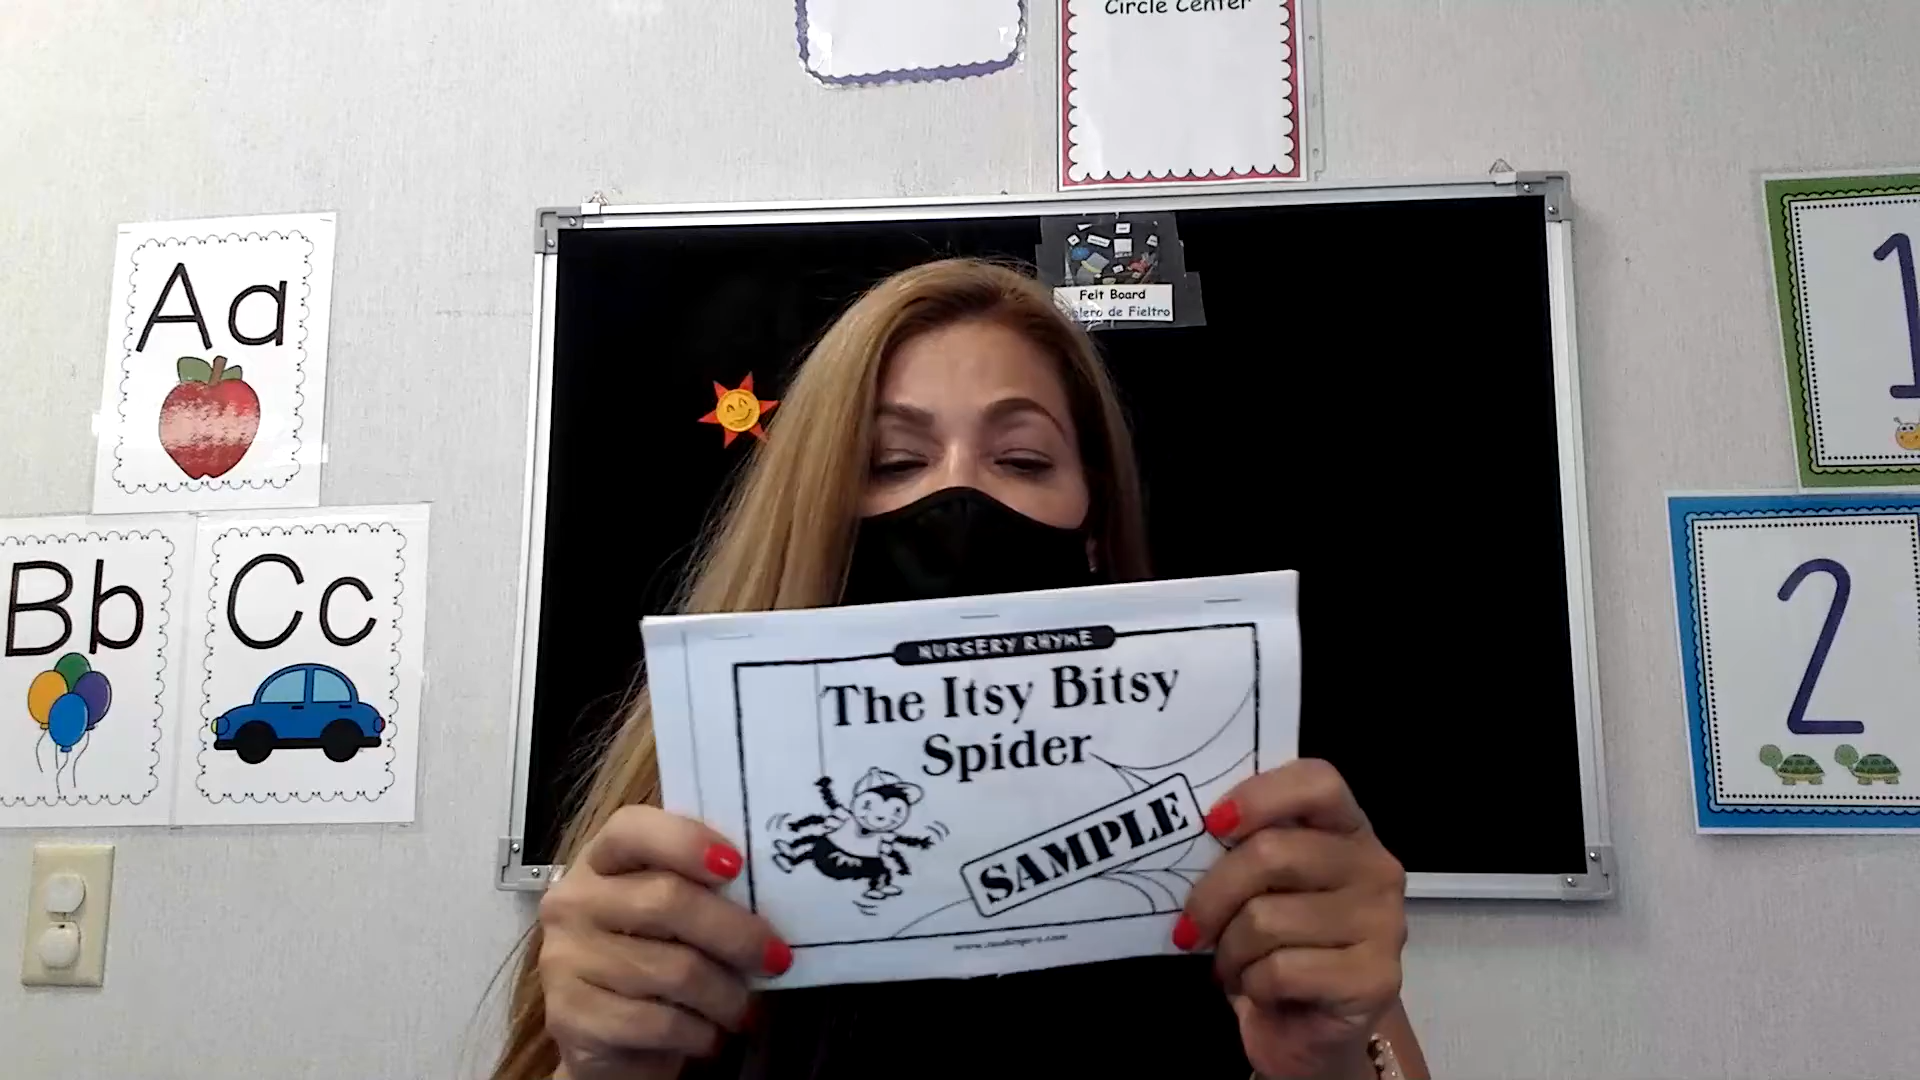 Circle Center
Felt Board
de Fieltro
Aa
Bb
Cc
1
2
NURSERY RHYME
The Itsy Bitsy
Spider
SAMPLE